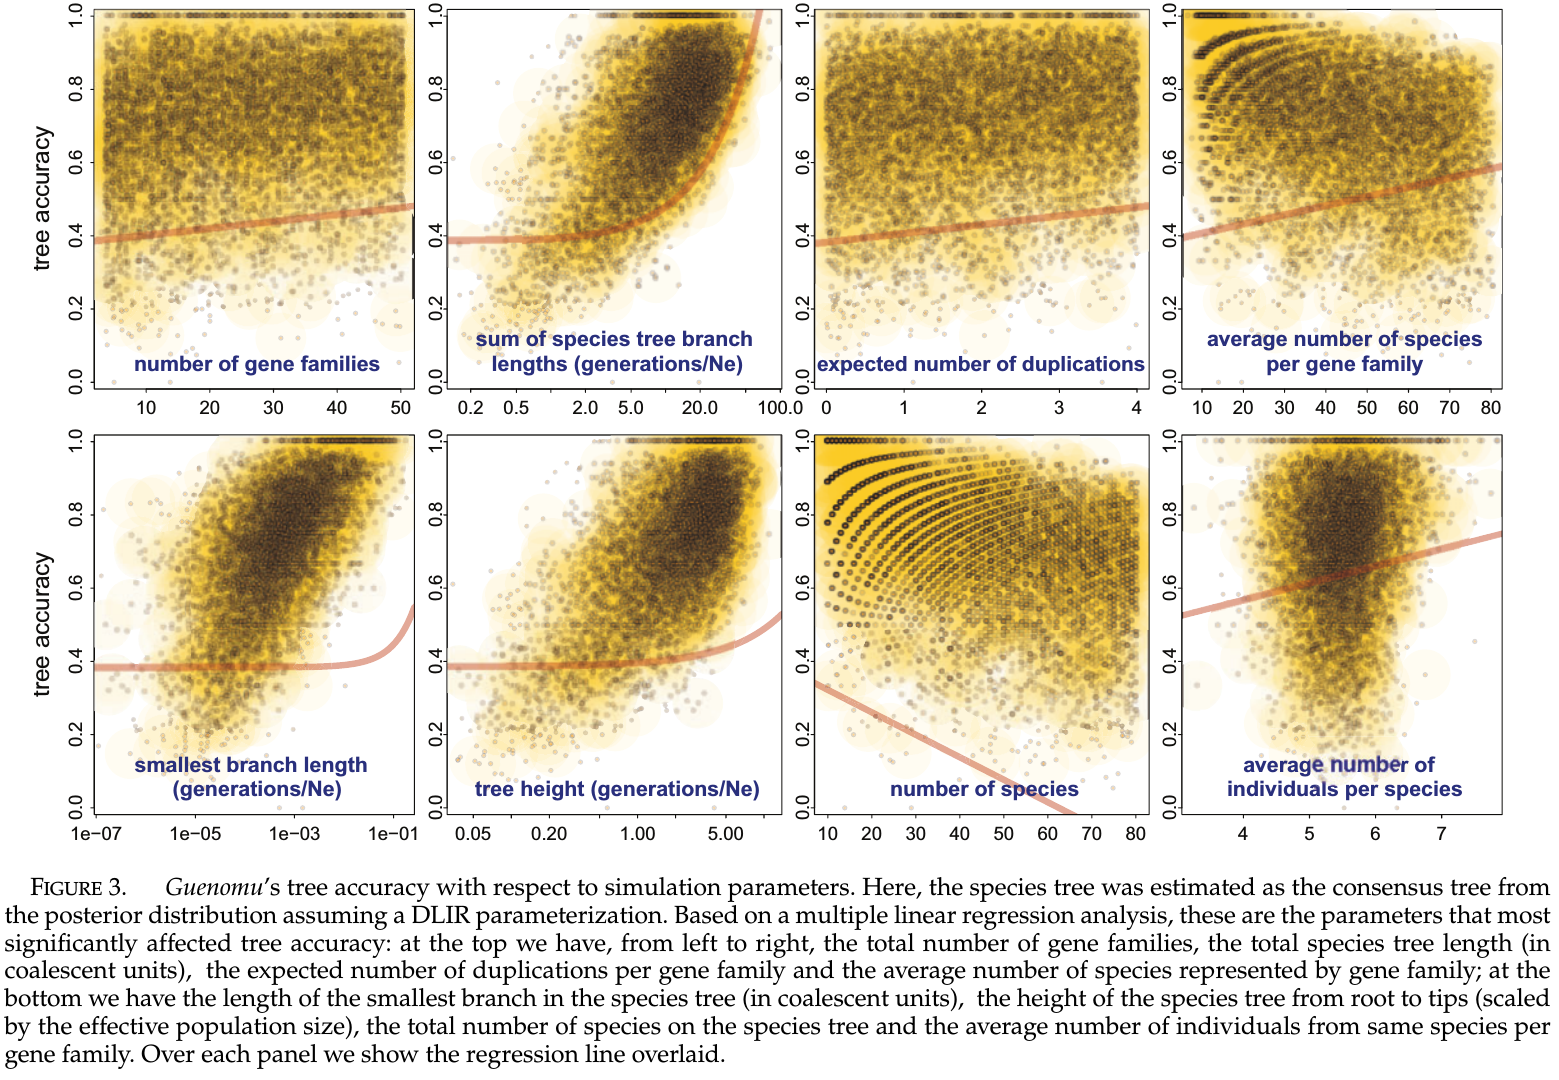 tree accuracy
0.0 0.2 0.4 0.6 0.8 1.0
number of gene families
10 20 30 40 50
0.0 0.2 0.4 0.6 0.8 1.0
sum of species tree branch
lengths (generations/Ne)
0.2 0.5 2.0 5.0 20.0 100.0
0.0 0.2 0.4 0.6 0.8 1.0
expected number of duplications
0 1 2 3 4
0.0 0.2 0.4 0.6 0.8 1.0
average number of species
per gene family
10 20 30 40 50 60 70 80
tree accuracy
0.0 0.2 0.4 0.6 0.8 1.0
smallest branch length
(generations/Ne)
1e-07 1e-05 1e-03 1e-01
0.0 0.2 0.4 0.6 0.8 1.0
tree height (generations/Ne)
0.05 0.20 1.00 5.00
0.0 0.2 0.4 0.6 0.8 1.0
number of species
10 20 30 40 50 60 70 80
0.0 0.2 0.4 0.6 0.8 1.0
average number of
individuals per species
4 5 6 7
FIGURE 3. Guenomu's tree accuracy with respect to simulation parameters. Here, the species tree was estimated as the consensus tree from
the posterior distribution assuming a DLIR parameterization. Based on a multiple linear regression analysis, these are the parameters that most
significantly affected tree accuracy: at the top we have, from left to right, the total number of gene families, the total species tree length (in
coalescent units), the expected number of duplications per gene family and the average number of species represented by gene family; at the
bottom we have the length of the smallest branch in the species tree (in coalescent units), the height of the species tree from root to tips (scaled
by the effective population size), the total number of species on the species tree and the average number of individuals from same species per
gene family. Over each panel we show the regression line overlaid.